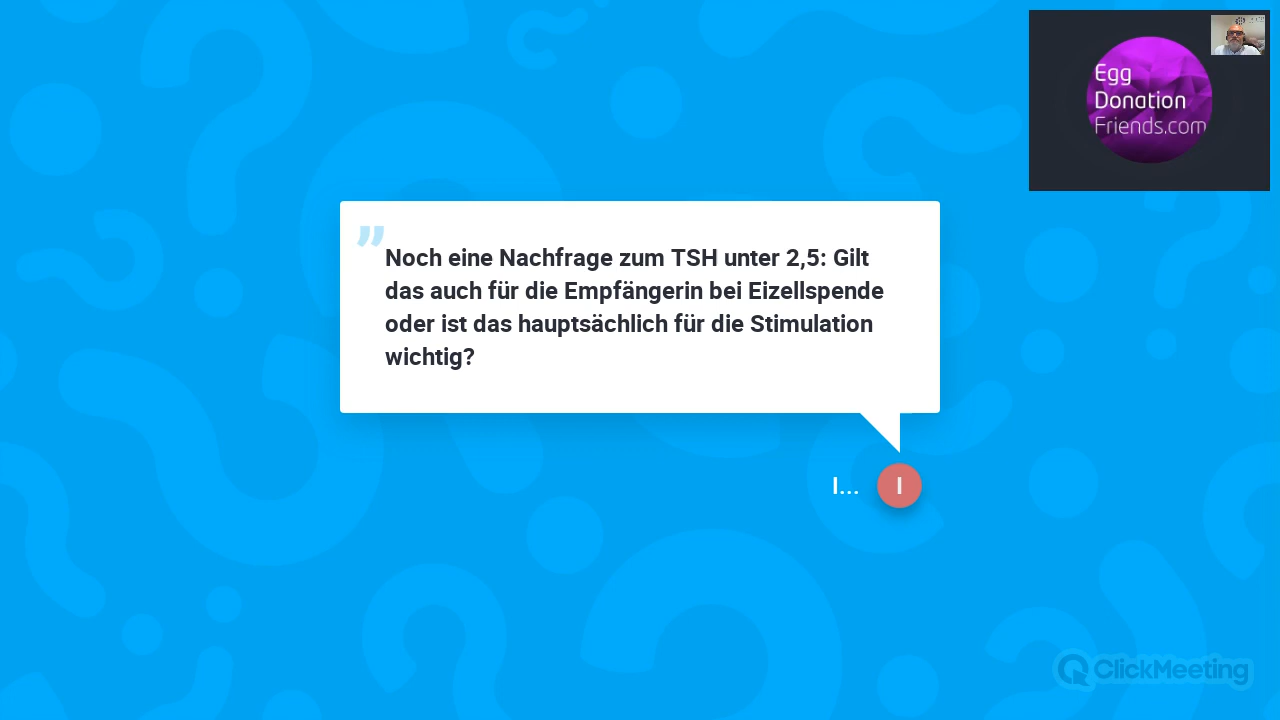 Egg
Donation
Friends.com
Noch eine Nachfrage zum TSH unter 2,5: Gilt
das auch für die Empfängerin bei Eizellspende
oder ist das hauptsächlich für die Stimulation
wichtig?
I... I
ClickMeeting